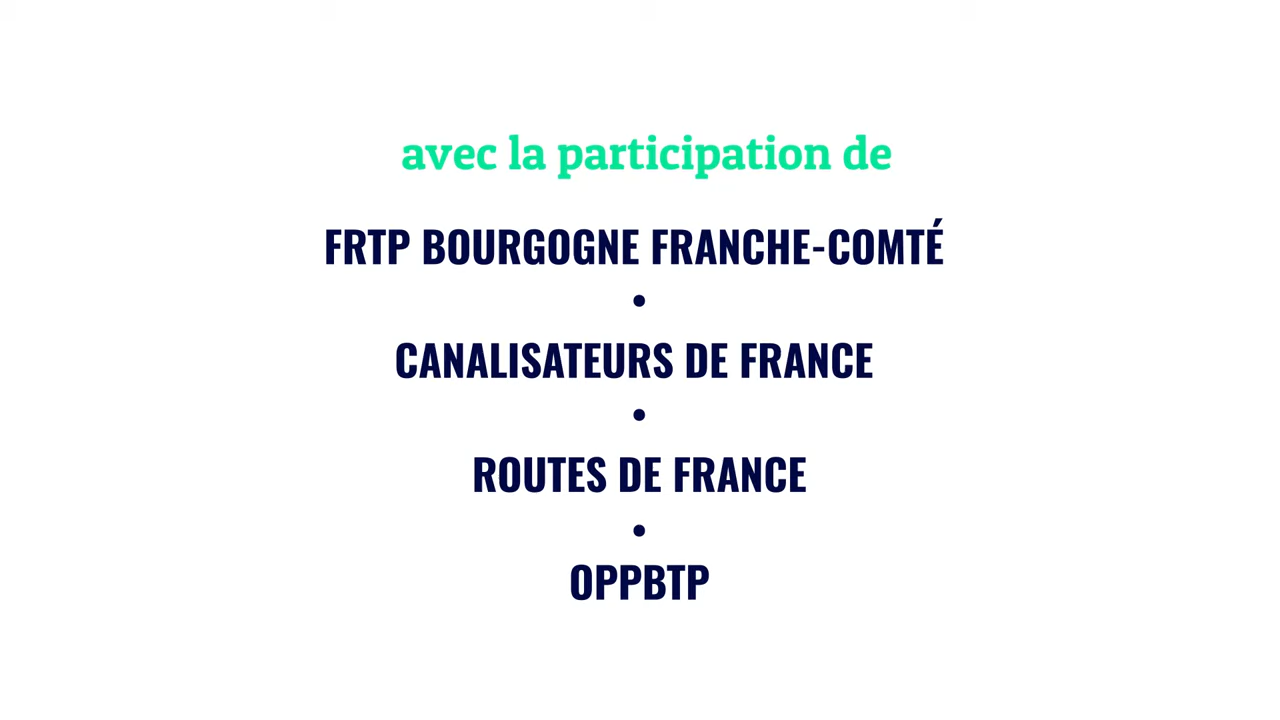 avec la participation de
FRTP BOURGOGNE FRANCHE-COMTÉ
•
CANALISATEURS DE FRANCE
•
ROUTES DE FRANCE
•
OPPBTP